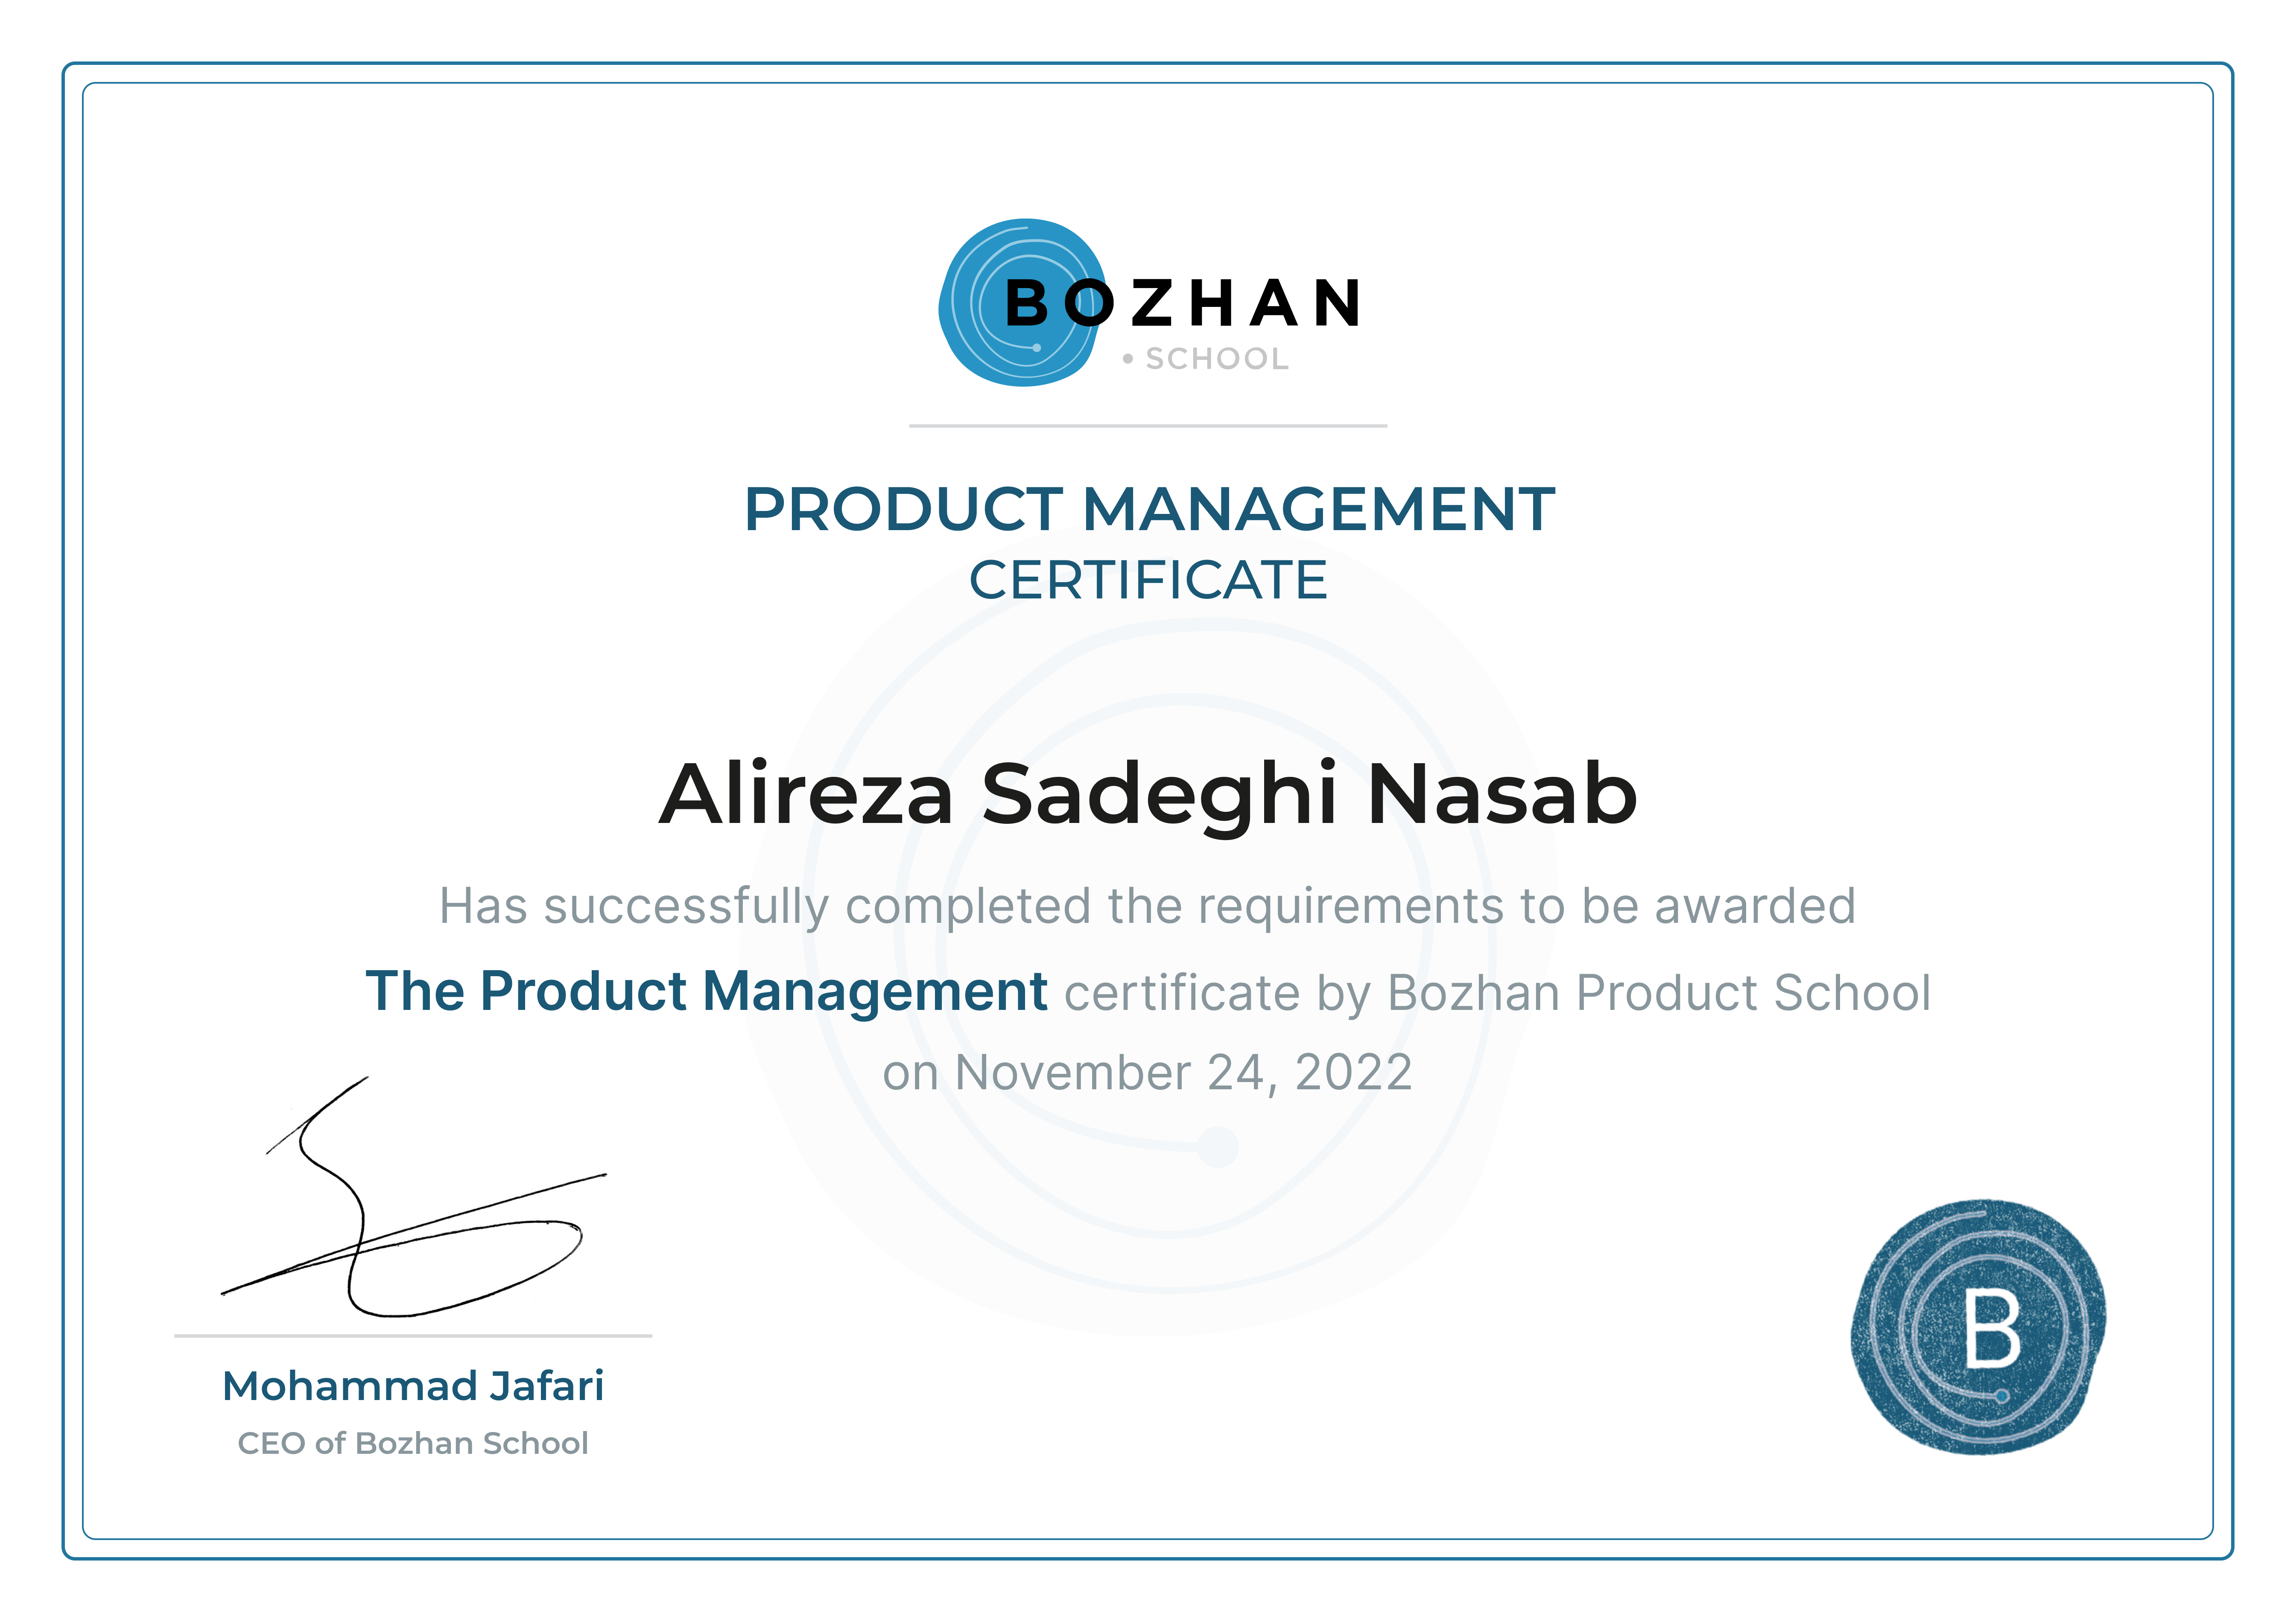 BOZHAN
• SCHOOL
PRODUCT MANAGEMENT
CERTIFICATE
Alireza Sadeghi Nasab
Has successfully completed the requirements to be awarded
The Product Management certificate by Bozhan Product School
on November 24, 2022
Mohammad Jafari
CEO of Bozhan School
B